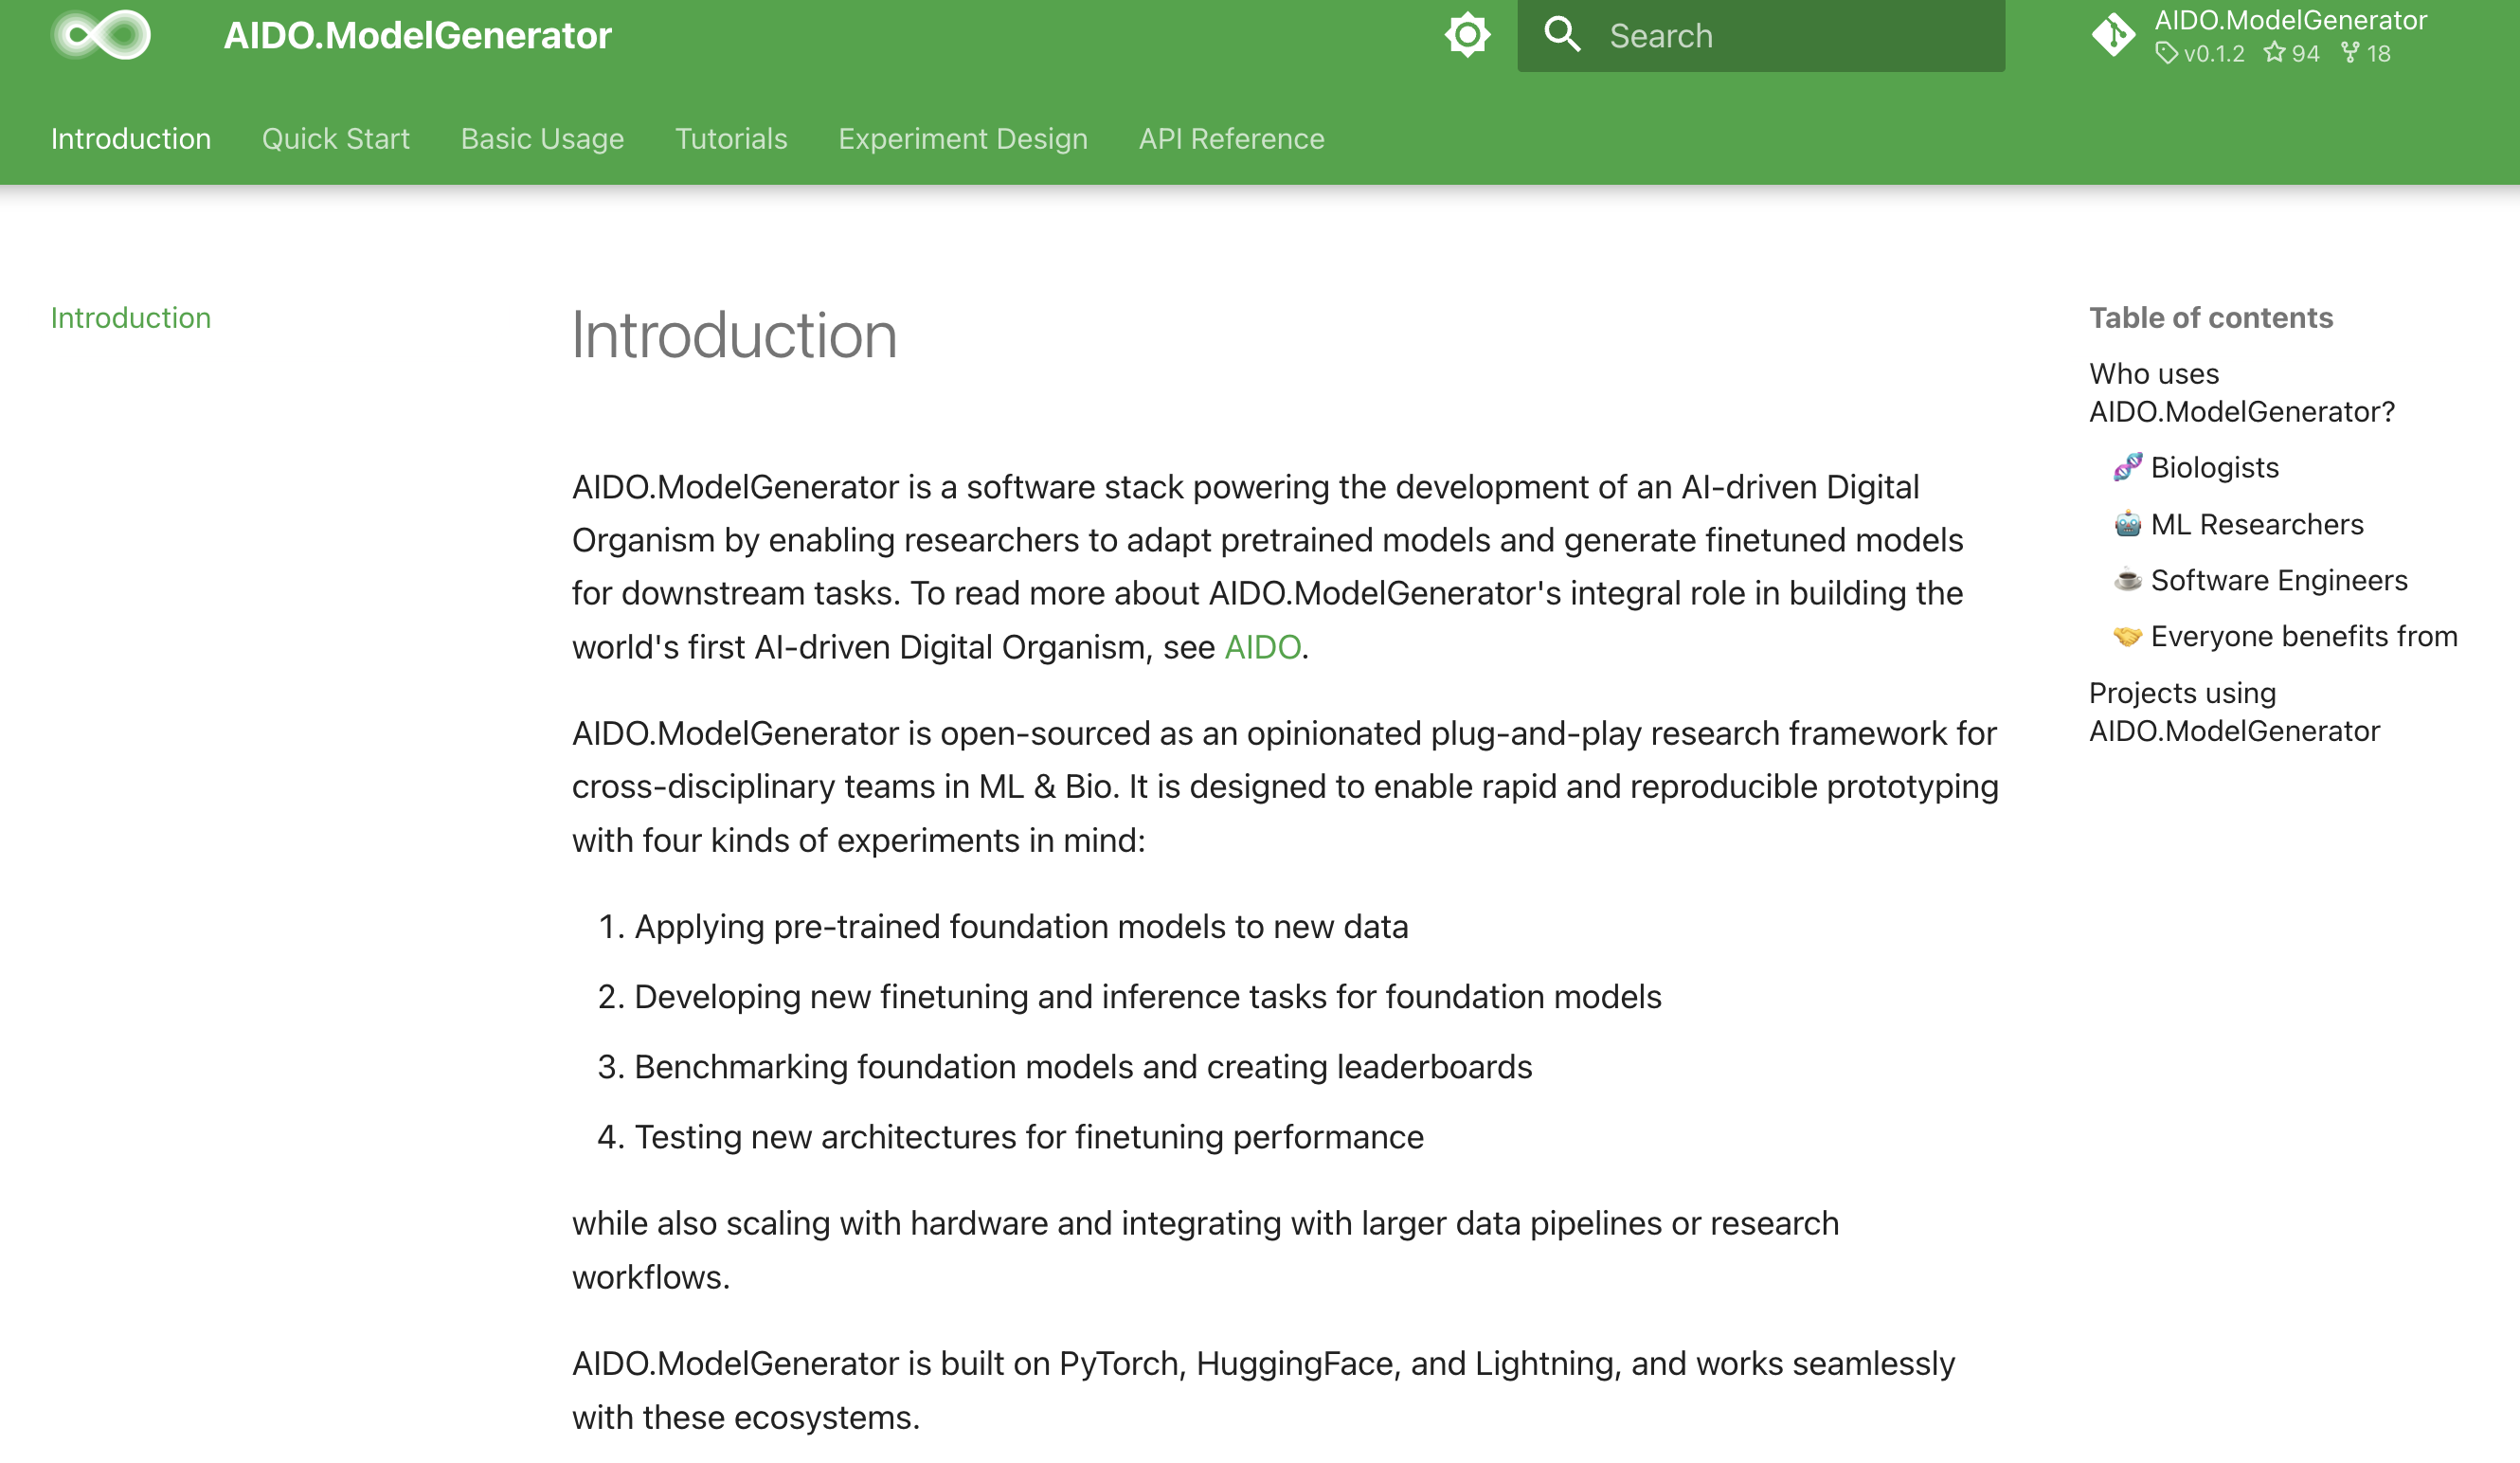 AIDO.ModelGenerator
Search
AIDO.ModelGenerator
v0.1.2 94 18
Introduction Quick Start Basic Usage Tutorials Experiment Design API Reference
Introduction
Introduction
AIDO.ModelGenerator is a software stack powering the development of an AI-driven Digital
Organism by enabling researchers to adapt pretrained models and generate finetuned models
for downstream tasks. To read more about AIDO.ModelGenerator's integral role in building the
world's first AI-driven Digital Organism, see AIDO.
AIDO.ModelGenerator is open-sourced as an opinionated plug-and-play research framework for
cross-disciplinary teams in ML & Bio. It is designed to enable rapid and reproducible prototyping
with four kinds of experiments in mind:
1. Applying pre-trained foundation models to new data
2. Developing new finetuning and inference tasks for foundation models
3. Benchmarking foundation models and creating leaderboards
4. Testing new architectures for finetuning performance
while also scaling with hardware and integrating with larger data pipelines or research
workflows.
AIDO.ModelGenerator is built on PyTorch, HuggingFace, and Lightning, and works seamlessly
with these ecosystems.
Table of contents
Who uses
AIDO.ModelGenerator?
🧬 Biologists
🤖 ML Researchers
☕ Software Engineers
🤝 Everyone benefits from
Projects using
AIDO.ModelGenerator